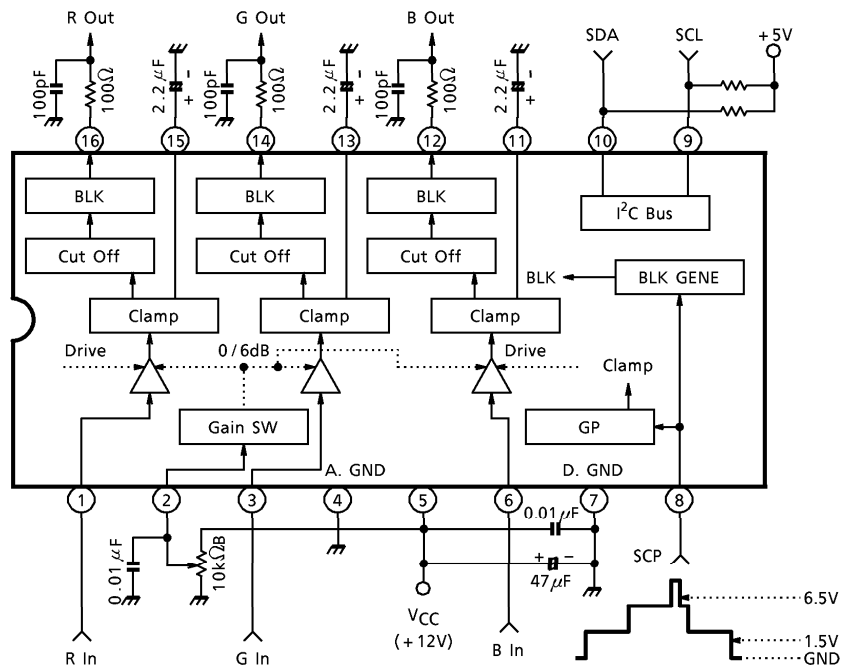 R Out
G Out
B Out
SDA
SCL
+5V
100pF
100Ω
2.2µF
-
+
100pF
100Ω
2.2µF
-
+
100pF
100Ω
2.2µF
-
+
16
15
14
13
12
11
10
9
BLK
BLK
BLK
I²C Bus
Cut Off
Cut Off
Cut Off
BLK
BLK GENE
Clamp
Clamp
Clamp
Drive
0/6dB
Drive
Clamp
Gain SW
GP
A. GND
D. GND
1
2
3
4
5
6
7
8
0.01µF
0.01µF
10kΩB
+
-
47µF
SCP
6.5V
VCC
(+12V)
1.5V
R In
G In
B In
GND